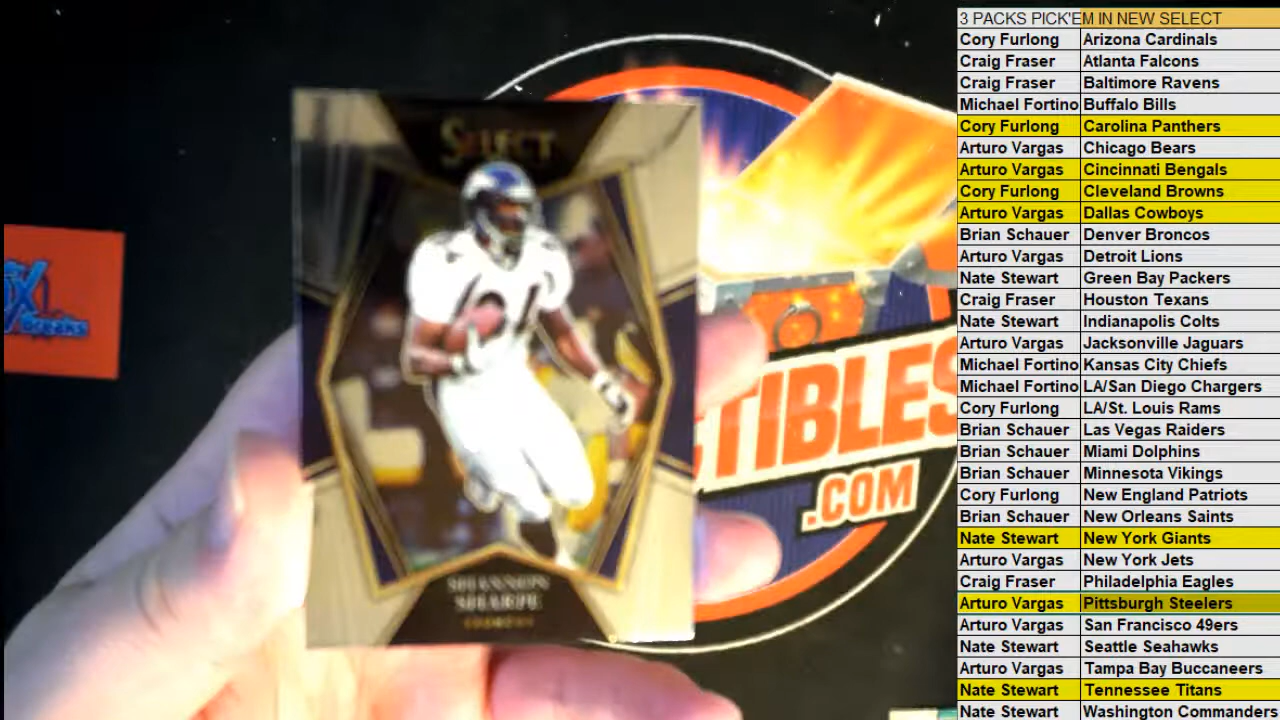 3 PACKS PICK'EM IN NEW SELECT
Cory Furlong Arizona Cardinals
Craig Fraser Atlanta Falcons
Craig Fraser Baltimore Ravens
Michael Fortino Buffalo Bills
Cory Furlong Carolina Panthers
Arturo Vargas Chicago Bears
Arturo Vargas Cincinnati Bengals
Cory Furlong Cleveland Browns
Arturo Vargas Dallas Cowboys
Brian Schauer Denver Broncos
Arturo Vargas Detroit Lions
Nate Stewart Green Bay Packers
Craig Fraser Houston Texans
Nate Stewart Indianapolis Colts
Arturo Vargas Jacksonville Jaguars
Michael Fortino Kansas City Chiefs
Michael Fortino LA/San Diego Chargers
Cory Furlong LA/St. Louis Rams
Brian Schauer Las Vegas Raiders
Brian Schauer Miami Dolphins
Brian Schauer Minnesota Vikings
Cory Furlong New England Patriots
Brian Schauer New Orleans Saints
Nate Stewart New York Giants
Arturo Vargas New York Jets
Craig Fraser Philadelphia Eagles
Arturo Vargas Pittsburgh Steelers
Arturo Vargas San Francisco 49ers
Nate Stewart Seattle Seahawks
Arturo Vargas Tampa Bay Buccaneers
Nate Stewart Tennessee Titans
Nate Stewart Washington Commanders
SELECT
SHANNON
SHARPE
TIBLES
.COM